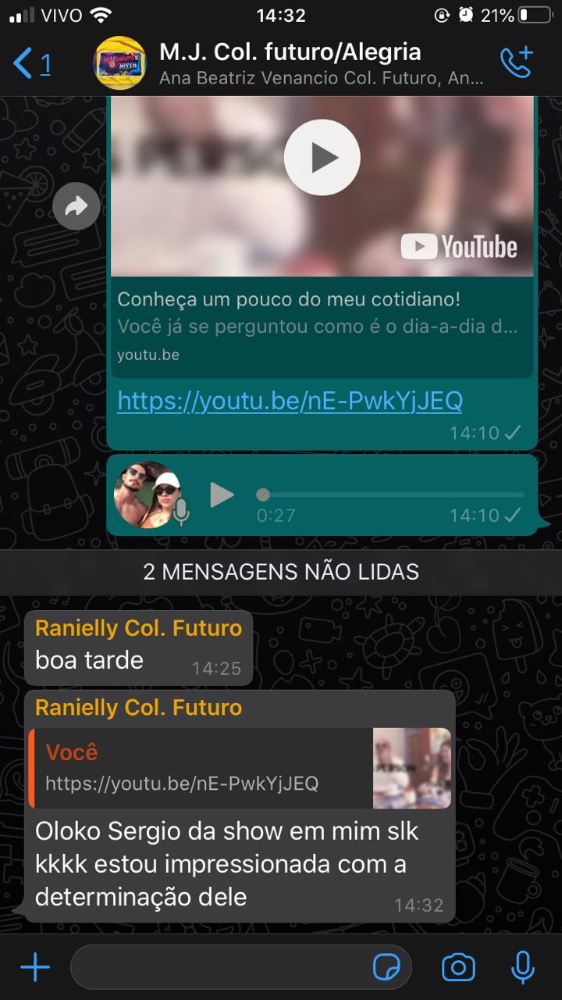 VIVO 14:32 21%
1 M.J. Col. futuro/Alegria
Ana Beatriz Venancio Col. Futuro, An...
PERSO
YouTube
Conheça um pouco do meu cotidiano!
Você já se perguntou como é o dia-a-dia d...
youtu.be
https://youtu.be/nE-PwkYjJEQ
14:10
0:27 14:10
2 MENSAGENS NÃO LIDAS
Ranielly Col. Futuro
boa tarde 14:25
Ranielly Col. Futuro
Você
https://youtu.be/nE-PwkYjJEQ
PERSON
Oloko Sergio da show em mim slk
kkkk estou impressionada com a
determinação dele 14:32